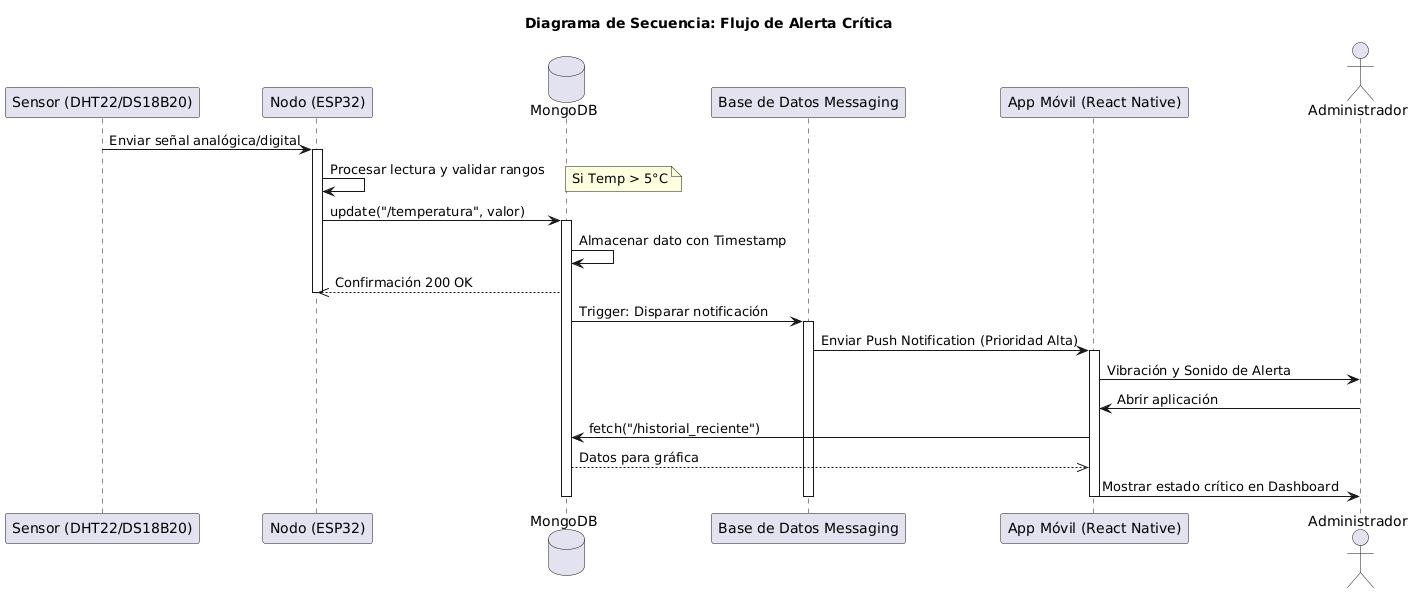 Diagrama de Secuencia: Flujo de Alerta Crítica
Sensor (DHT22/DS18B20)
Nodo (ESP32)
MongoDB
Base de Datos Messaging
App Móvil (React Native)
Administrador
Enviar señal analógica/digital
Procesar lectura y validar rangos
Si Temp > 5°C
update("/temperatura", valor)
Almacenar dato con Timestamp
Confirmación 200 OK
Trigger: Disparar notificación
Enviar Push Notification (Prioridad Alta)
Vibración y Sonido de Alerta
Abrir aplicación
fetch("/historial_reciente")
Datos para gráfica
Mostrar estado crítico en Dashboard
Sensor (DHT22/DS18B20)
Nodo (ESP32)
MongoDB
Base de Datos Messaging
App Móvil (React Native)
Administrador